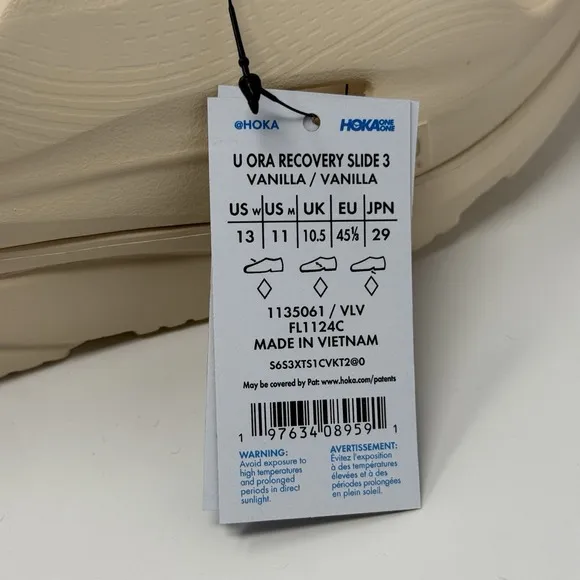 @HOKA HOKA ONE ONE
U ORA RECOVERY SLIDE 3
VANILLA / VANILLA
US W US M UK EU JPN
13 11 10.5 45⅓ 29
1135061 / VLV
FL1124C
MADE IN VIETNAM
S6S3XTS1CVKT2@0
May be covered by Pat: www.hoka.com/patents
1 97634 08959 1
WARNING:
Avoid exposure to
high temperatures
and prolonged
periods in direct
sunlight.
AVERTISSEMENT:
Évitez l'exposition
à des températures
élevées et à des
périodes prolongées
en plein soleil.